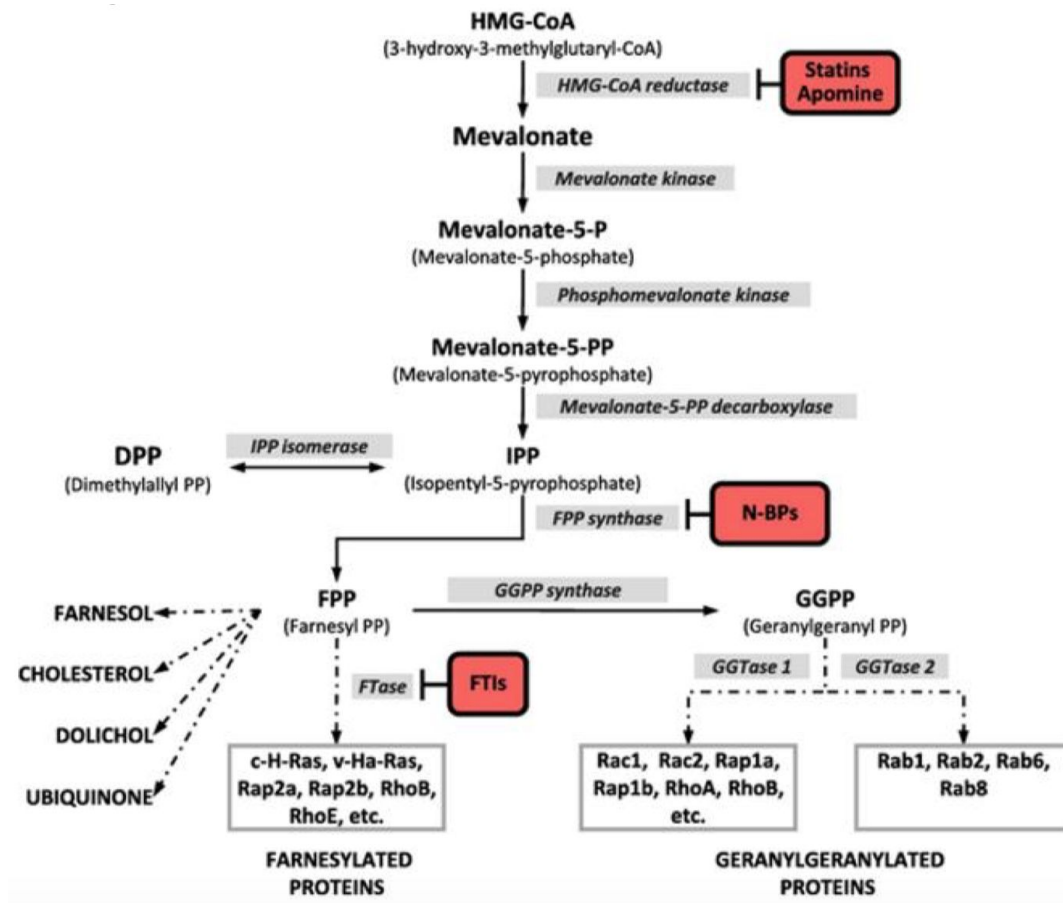 HMG-CoA
(3-hydroxy-3-methylglutaryl-CoA)
HMG-CoA reductase
Statins
Apomine
Mevalonate
Mevalonate kinase
Mevalonate-5-P
(Mevalonate-5-phosphate)
Phosphomevalonate kinase
Mevalonate-5-PP
(Mevalonate-5-pyrophosphate)
Mevalonate-5-PP decarboxylase
DPP
(Dimethylallyl PP)
IPP isomerase
IPP
(Isopentyl-5-pyrophosphate)
FPP synthase
N-BPs
FPP
(Farnesyl PP)
GGPP synthase
GGPP
(Geranylgeranyl PP)
FARNESOL
CHOLESTEROL
DOLICHOL
UBIQUINONE
FTase
FTIs
GGTase 1
GGTase 2
c-H-Ras, v-Ha-Ras,
Rap2a, Rap2b, RhoB,
RhoE, etc.
Rac1, Rac2, Rap1a,
Rap1b, RhoA, RhoB,
etc.
Rab1, Rab2, Rab6,
Rab8
FARNESYLATED
PROTEINS
GERANYLGERANYLATED
PROTEINS